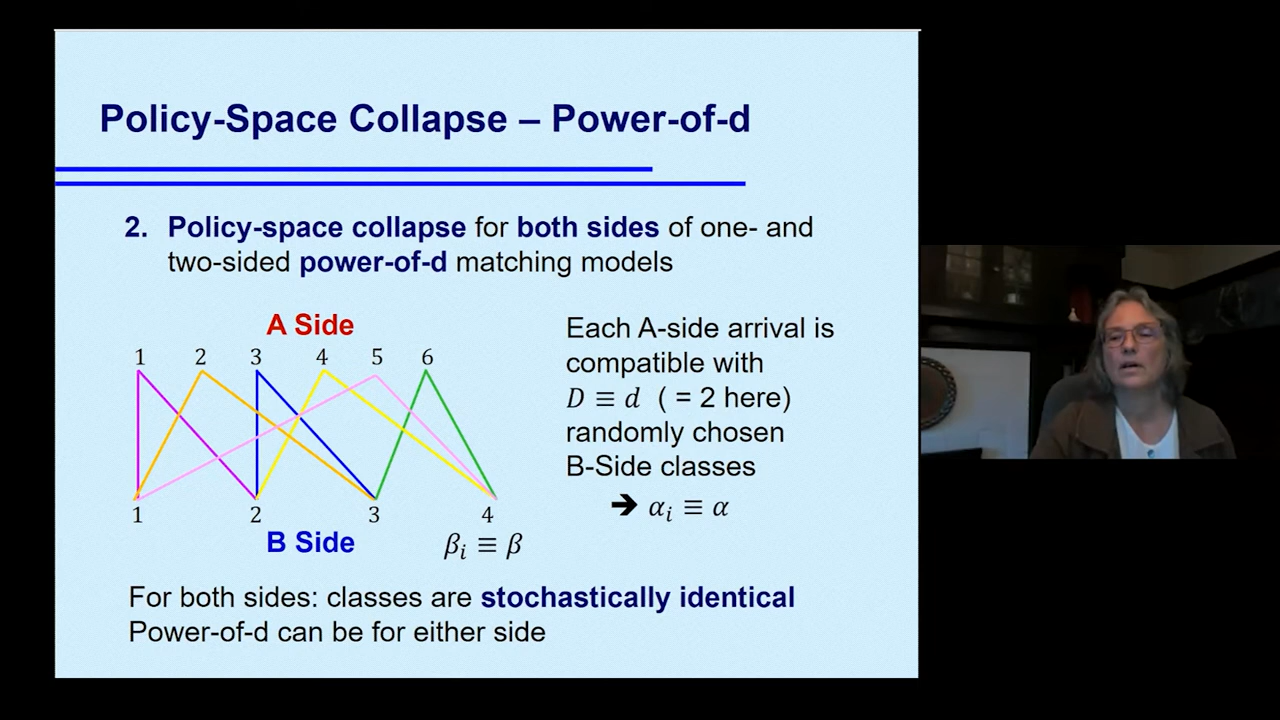 Policy-Space Collapse – Power-of-d
2. Policy-space collapse for both sides of one- and
two-sided power-of-d matching models
A Side
1 2 3 4 5 6
1 2 3 4
B Side
βᵢ ≡ β
Each A-side arrival is
compatible with
D ≡ d ( = 2 here)
randomly chosen
B-Side classes
➔ αᵢ ≡ α
For both sides: classes are stochastically identical
Power-of-d can be for either side